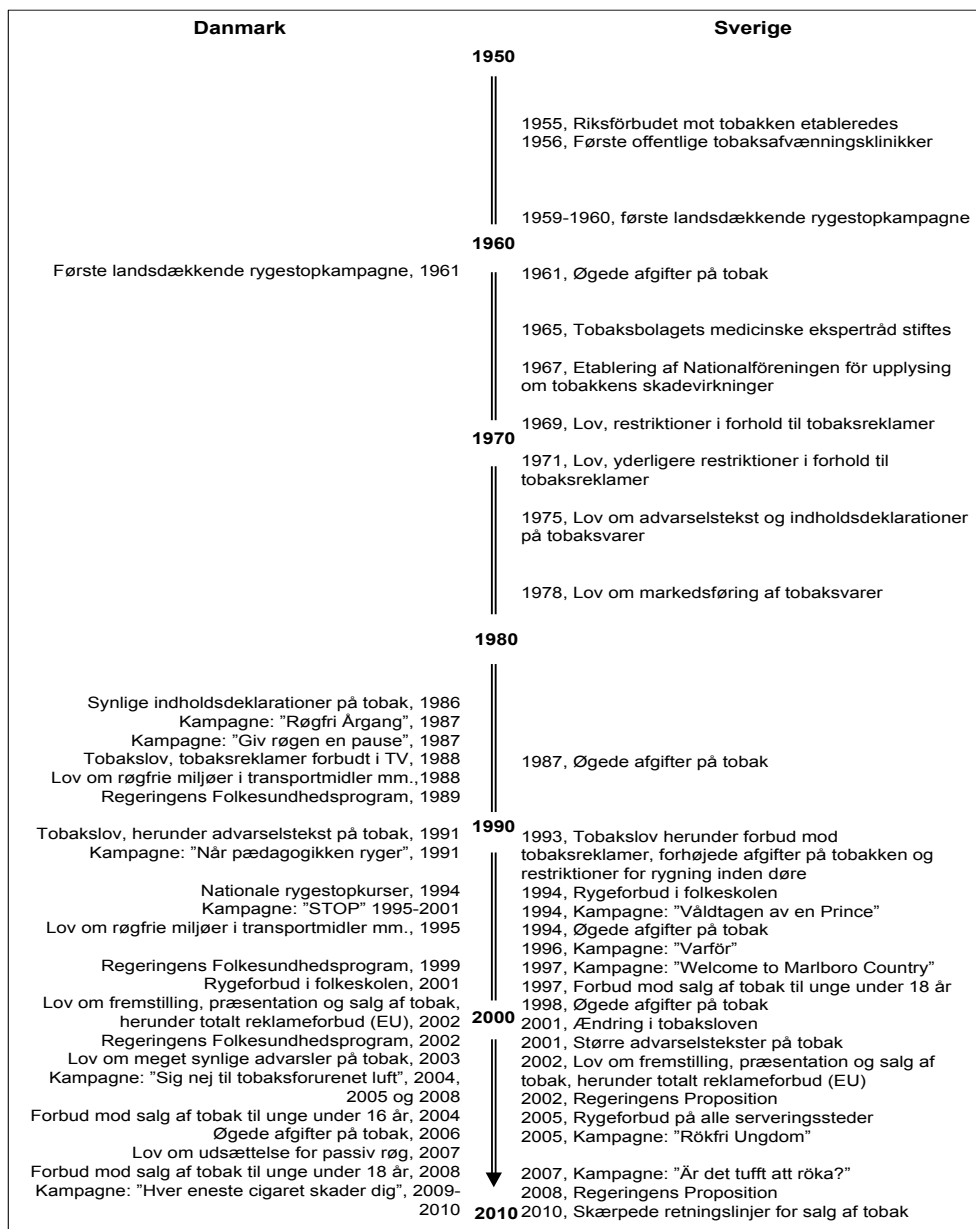 Danmark
Sverige
1950
1955, Riksförbudet mot tobakken etableredes
1956, Første offentlige tobaksafvænningsklinikker
1959-1960, første landsdækkende rygestopkampagne
1960
Første landsdækkende rygestopkampagne, 1961
1961, Øgede afgifter på tobak
1965, Tobaksbolagets medicinske ekspertråd stiftes
1967, Etablering af Nationalföreningen för upplysing
om tobakkens skadevirkninger
1969, Lov, restriktioner i forhold til tobaksreklamer
1970
1971, Lov, yderligere restriktioner i forhold til
tobaksreklamer
1975, Lov om advarselstekst og indholdsdeklarationer
på tobaksvarer
1978, Lov om markedsføring af tobaksvarer
1980
Synlige indholdsdeklarationer på tobak, 1986
Kampagne: ”Røgfri Årgang”, 1987
Kampagne: ”Giv røgen en pause”, 1987
Tobakslov, tobaksreklamer forbudt i TV, 1988
Lov om røgfrie miljøer i transportmidler mm.,1988
Regeringens Folkesundhedsprogram, 1989
1987, Øgede afgifter på tobak
1990
Tobakslov, herunder advarselstekst på tobak, 1991
Kampagne: ”Når pædagogikken ryger”, 1991
Nationale rygestopkurser, 1994
Kampagne: ”STOP” 1995-2001
Lov om røgfrie miljøer i transportmidler mm., 1995
Regeringens Folkesundhedsprogram, 1999
Rygeforbud i folkeskolen, 2001
Lov om fremstilling, præsentation og salg af tobak,
herunder totalt reklameforbud (EU), 2002
Regeringens Folkesundhedsprogram, 2002
Lov om meget synlige advarsler på tobak, 2003
Kampagne: ”Sig nej til tobaksforurenet luft”, 2004,
2005 og 2008
Forbud mod salg af tobak til unge under 16 år, 2004
Øgede afgifter på tobak, 2006
Lov om udsættelse for passiv røg, 2007
Forbud mod salg af tobak til unge under 18 år, 2008
Kampagne: ”Hver eneste cigaret skader dig”, 2009-
2010
1993, Tobakslov herunder forbud mod
tobaksreklamer, forhøjede afgifter på tobakken og
restriktioner for rygning inden døre
1994, Rygeforbud i folkeskolen
1994, Kampagne: ”Våldtagen av en Prince”
1994, Øgede afgifter på tobak
1996, Kampagne: ”Varför”
1997, Kampagne: ”Welcome to Marlboro Country”
1997, Forbud mod salg af tobak til unge under 18 år
1998, Øgede afgifter på tobak
2000
2001, Ændring i tobaksloven
2001, Større advarselstekster på tobak
2002, Lov om fremstilling, præsentation og salg af
tobak, herunder totalt reklameforbud (EU)
2002, Regeringens Proposition
2005, Rygeforbud på alle serveringssteder
2005, Kampagne: ”Rökfri Ungdom”
2007, Kampagne: ”Är det tufft att röka?”
2008, Regeringens Proposition
2010
2010, Skærpede retningslinjer for salg af tobak